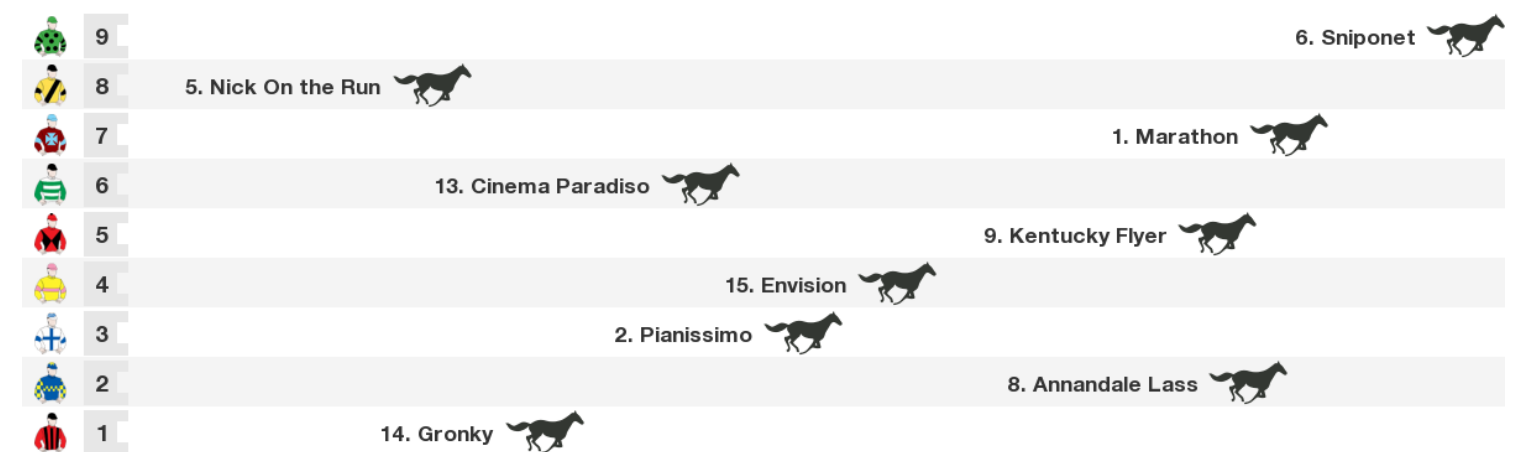 9 6. Sniponet
8 5. Nick On the Run
7 1. Marathon
6 13. Cinema Paradiso
5 9. Kentucky Flyer
4 15. Envision
3 2. Pianissimo
2 8. Annandale Lass
1 14. Gronky